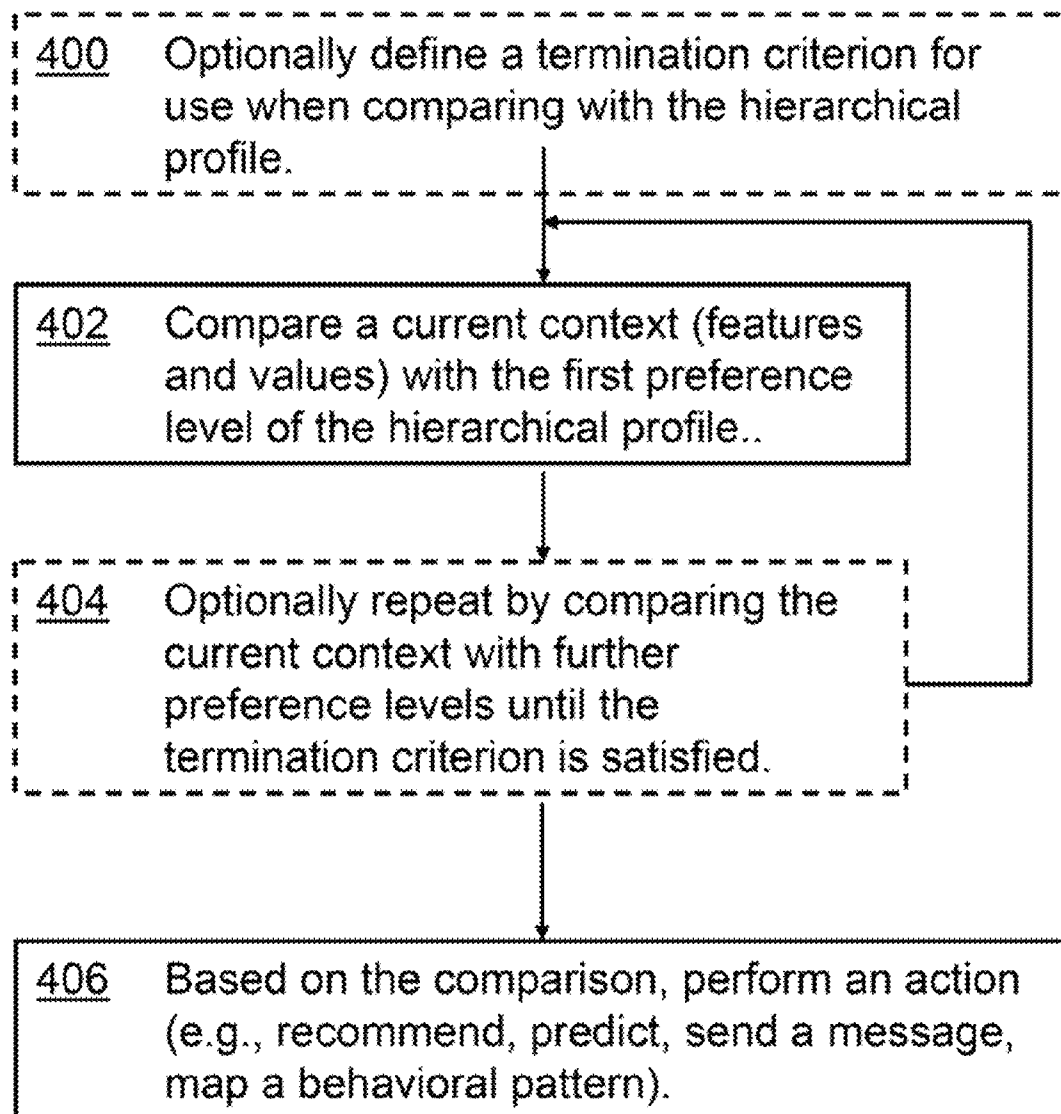 400 Optionally define a termination criterion for
use when comparing with the hierarchical
profile.
402 Compare a current context (features
and values) with the first preference
level of the hierarchical profile..
404 Optionally repeat by comparing the
current context with further
preference levels until the
termination criterion is satisfied.
406 Based on the comparison, perform an action
(e.g., recommend, predict, send a message,
map a behavioral pattern).